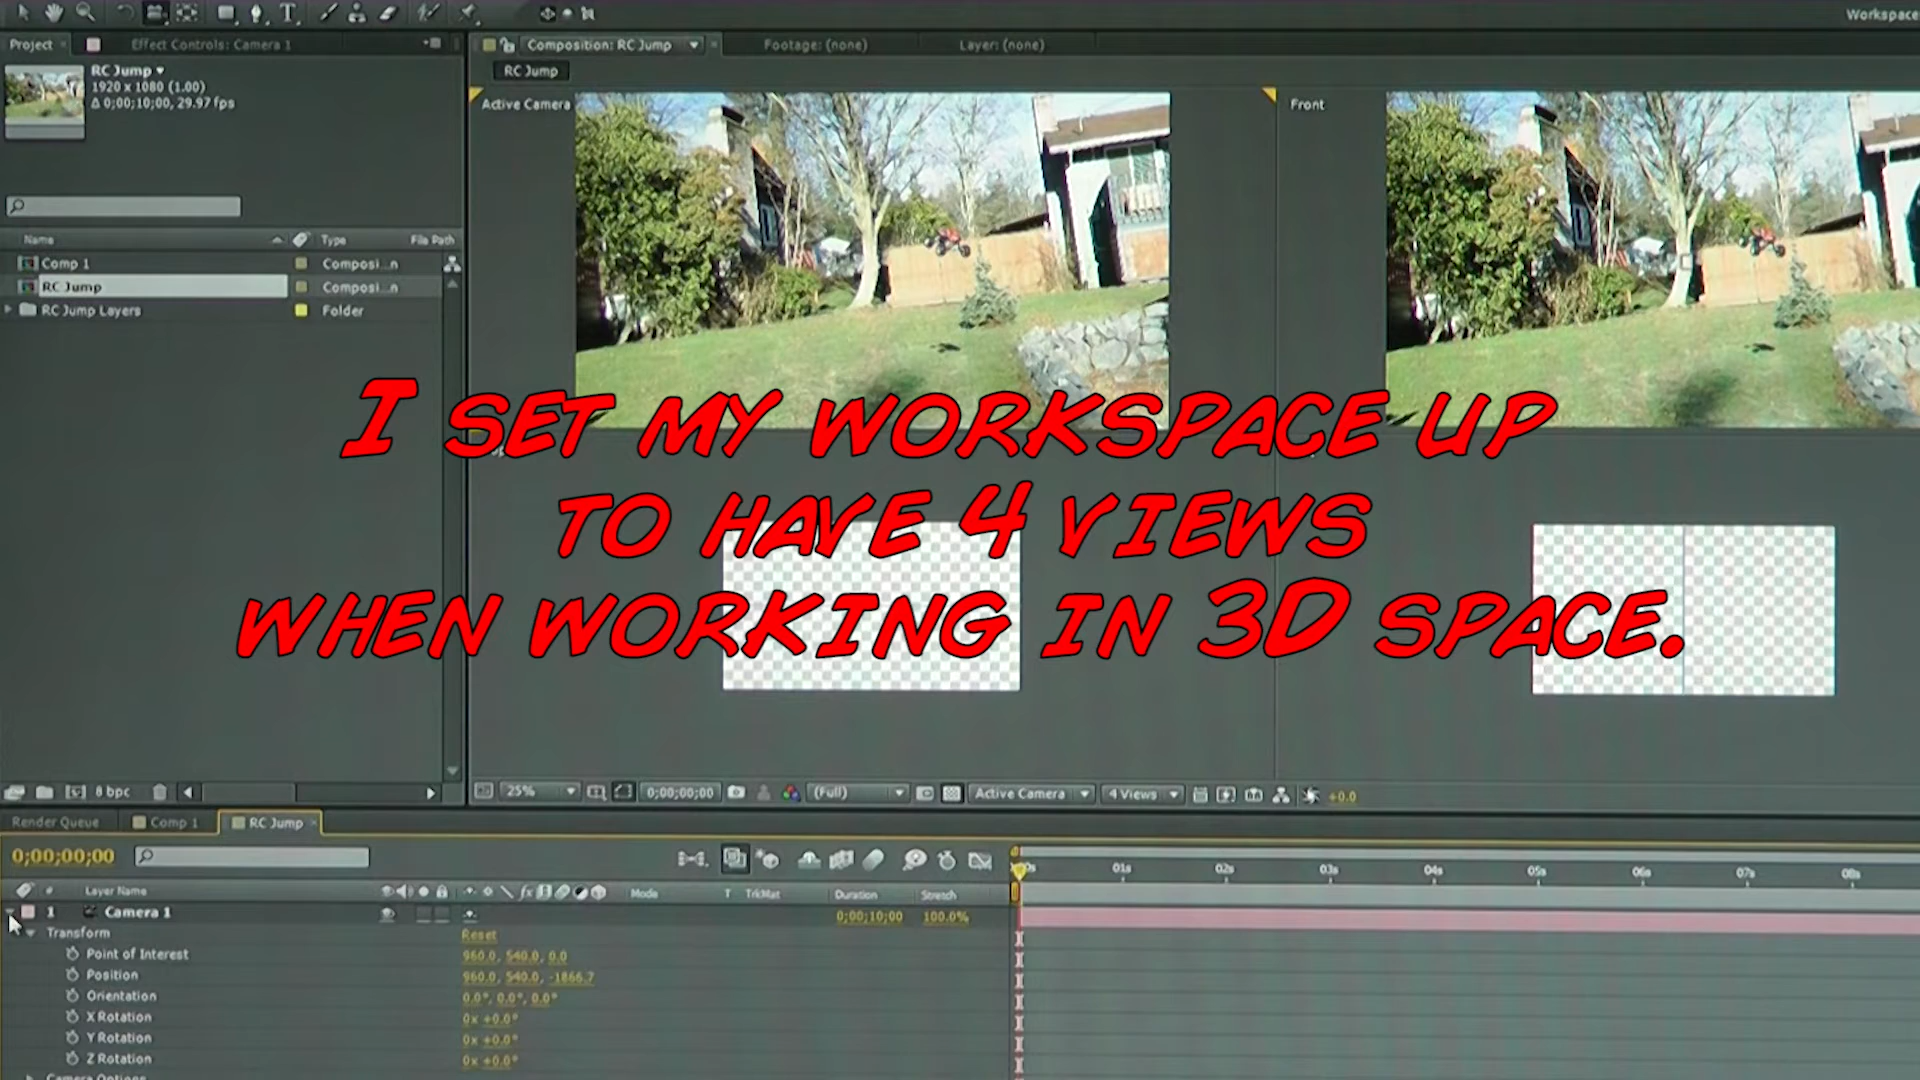 Workspace
Project
Effect Controls: Camera 1
Composition: RC Jump
Footage: (none)
Layer: (none)
RC Jump
1920 x 1080 (1.00)
Δ 0;00;10;00, 29.97 fps
RC Jump
Active Camera
Front
Name
Type
File Path
Comp 1
Composi...n
RC Jump
Composi...n
RC Jump Layers
Folder
I SET MY WORKSPACE UP
TO HAVE 4 VIEWS
WHEN WORKING IN 3D SPACE.
8 bpc
25%
0;00;00;00
(Full)
Active Camera
4 Views
+0.0
Render Queue
Comp 1
RC Jump
0;00;00;00
01s
02s
03s
04s
05s
06s
07s
08s
#
Layer Name
Mode
T
TrkMat
Duration
Stretch
1
Camera 1
0;00;10;00
100.0%
Transform
Reset
Point of Interest
960.0, 540.0, 0.0
Position
960.0, 540.0, -1866.7
Orientation
0.0°, 0.0°, 0.0°
X Rotation
0x +0.0°
Y Rotation
0x +0.0°
Z Rotation
0x +0.0°
Camera Options